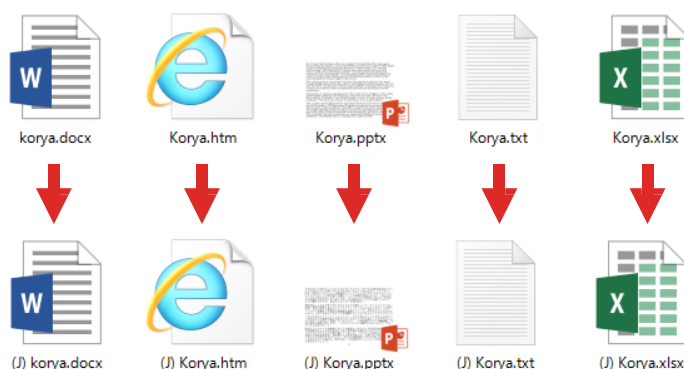 W
P
X
korya.docx
Korya.htm
Korya.pptx
Korya.txt
Korya.xlsx
W
P
X
(J) korya.docx
(J) Korya.htm
(J) Korya.pptx
(J) Korya.txt
(J) Korya.xlsx